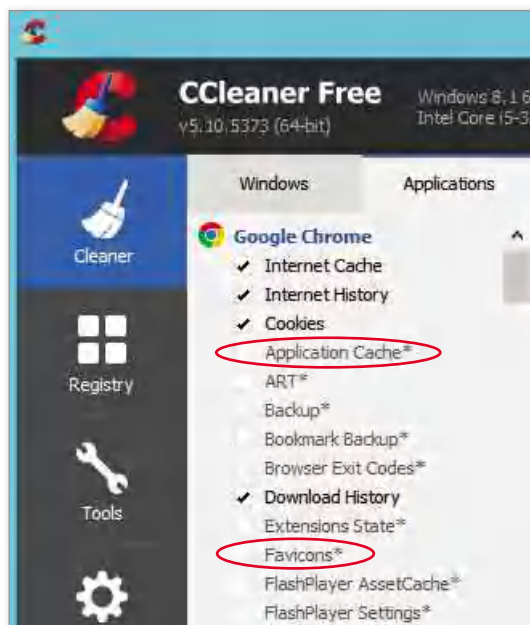 CCleaner Free
v5.10.5373 (64-bit)
Windows 8.1 6
Intel Core i5-3
Cleaner
Registry
Tools
Windows
Applications
Google Chrome
Internet Cache
Internet History
Cookies
Application Cache*
ART*
Backup*
Bookmark Backup*
Browser Exit Codes*
Download History
Extensions State*
Favicons*
FlashPlayer AssetCache*
FlashPlayer Settings*